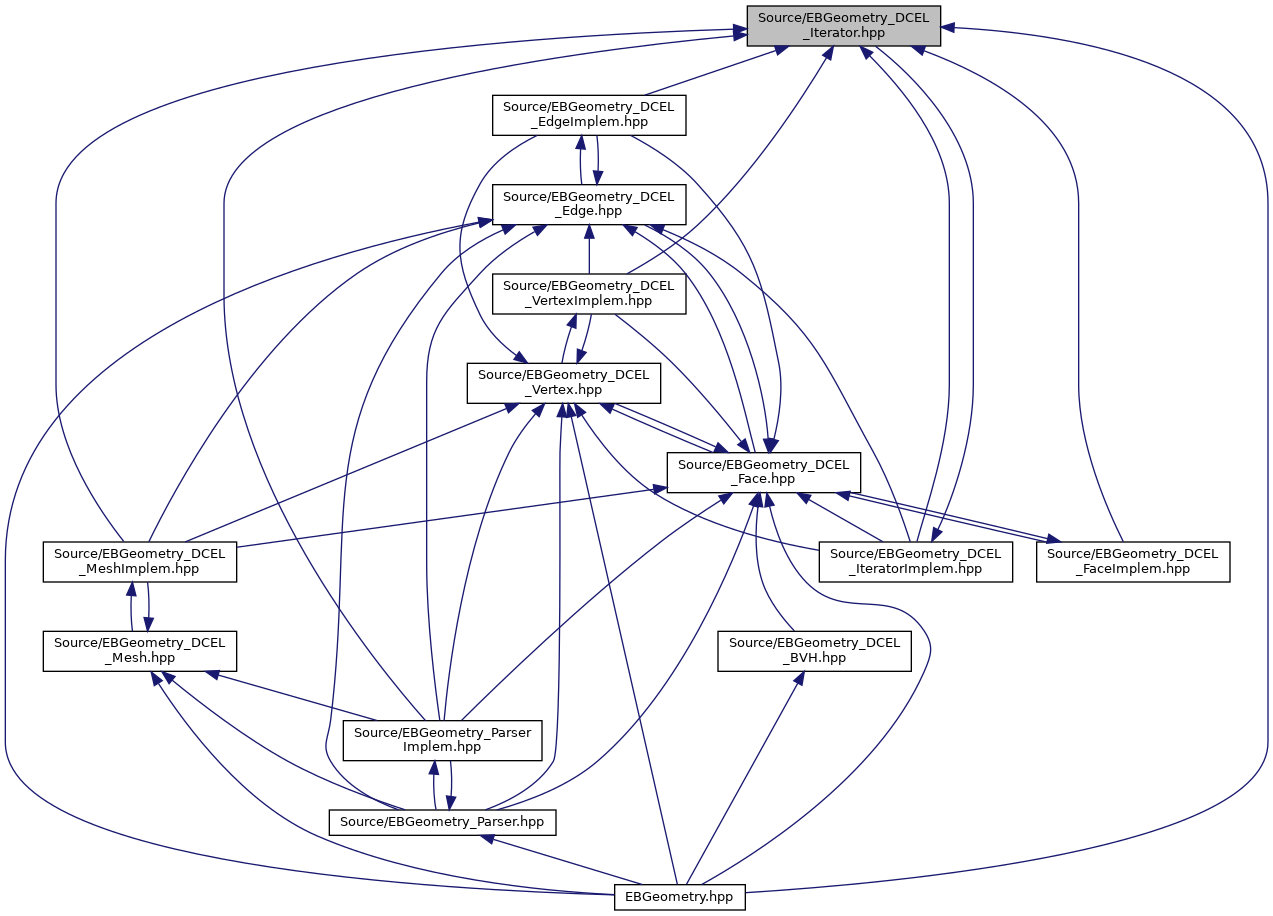 Source/EBGeometry_DCEL
_Iterator.hpp
Source/EBGeometry_DCEL
_EdgeImplem.hpp
Source/EBGeometry_DCEL
_Edge.hpp
Source/EBGeometry_DCEL
_VertexImplem.hpp
Source/EBGeometry_DCEL
_Vertex.hpp
Source/EBGeometry_DCEL
_Face.hpp
Source/EBGeometry_DCEL
_MeshImplem.hpp
Source/EBGeometry_DCEL
_IteratorImplem.hpp
Source/EBGeometry_DCEL
_FaceImplem.hpp
Source/EBGeometry_DCEL
_Mesh.hpp
Source/EBGeometry_DCEL
_BVH.hpp
Source/EBGeometry_Parser
Implem.hpp
Source/EBGeometry_Parser.hpp
EBGeometry.hpp